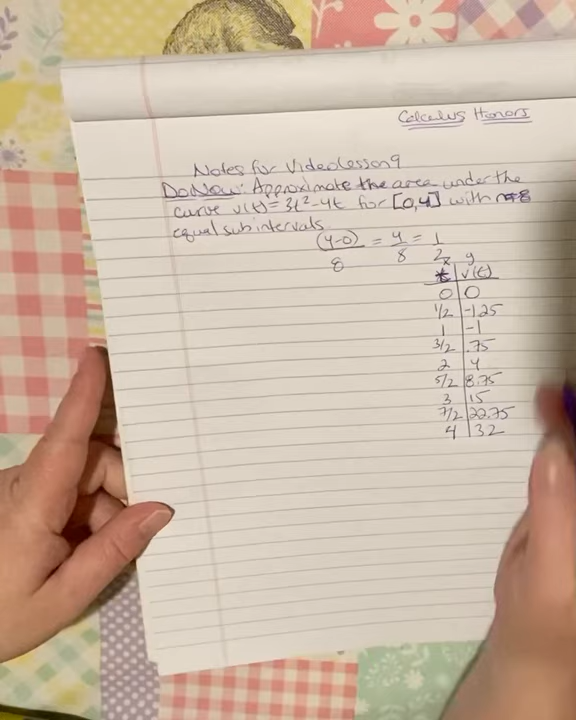 Calculus Honors
Notes for Video Lesson 9
Do Now: Approximate the area under the
curve v(t) = 3t² - 4t for [0,4] with n=8
equal subintervals.
(4-0)/8 = 4/8 = 1/2
x y
t v(t)
0 0
1/2 -1.25
1 -1
3/2 .75
2 4
5/2 8.75
3 15
7/2 22.75
4 32